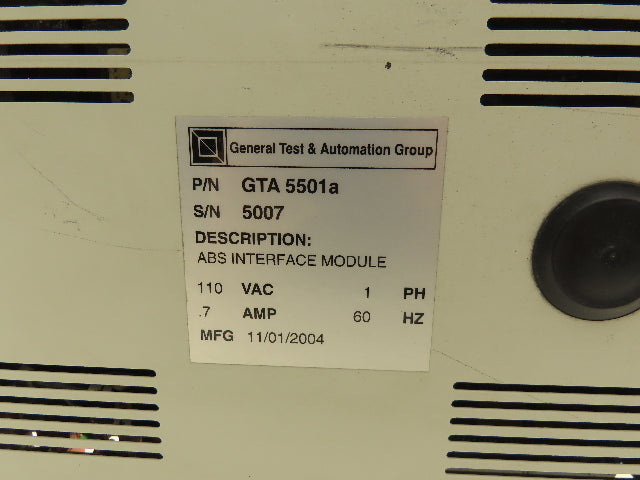 General Test & Automation Group
P/N GTA 5501a
S/N 5007
DESCRIPTION:
ABS INTERFACE MODULE
110 VAC 1 PH
.7 AMP 60 HZ
MFG 11/01/2004